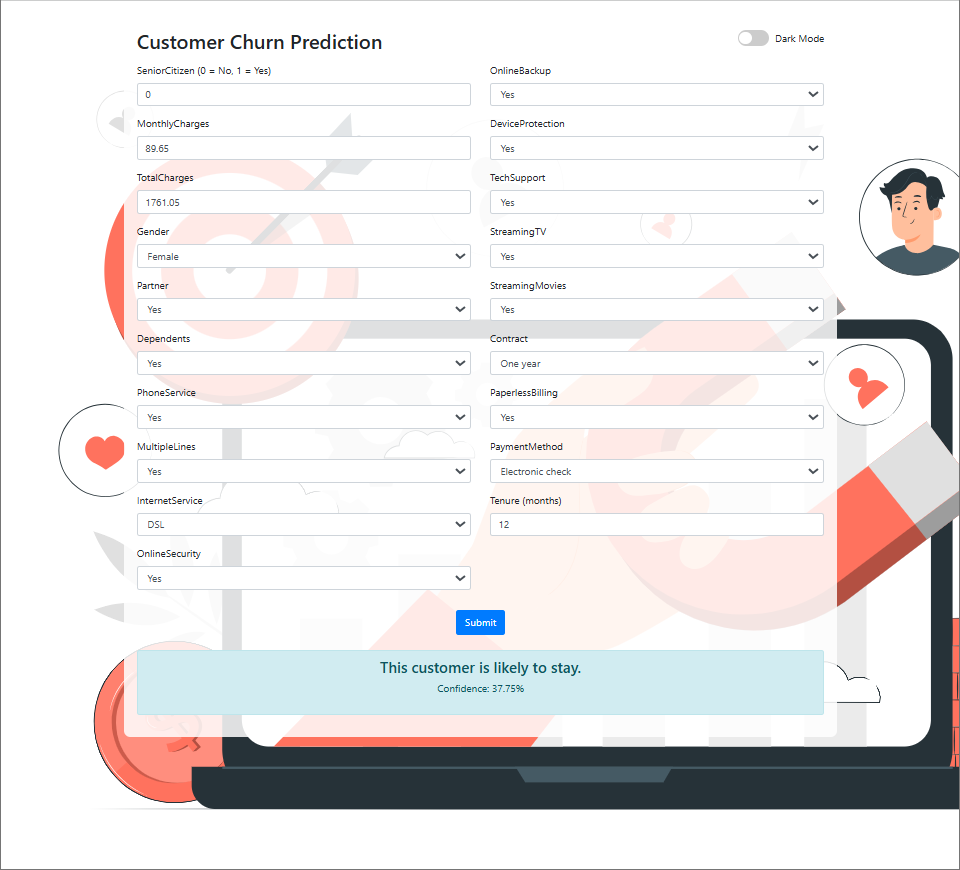 Customer Churn Prediction
Dark Mode
SeniorCitizen (0 = No, 1 = Yes)
0
MonthlyCharges
89.65
TotalCharges
1761.05
Gender
Female
Partner
Yes
Dependents
Yes
PhoneService
Yes
MultipleLines
Yes
InternetService
DSL
OnlineSecurity
Yes
OnlineBackup
Yes
DeviceProtection
Yes
TechSupport
Yes
StreamingTV
Yes
StreamingMovies
Yes
Contract
One year
PaperlessBilling
Yes
PaymentMethod
Electronic check
Tenure (months)
12
Submit
This customer is likely to stay.
Confidence: 37.75%